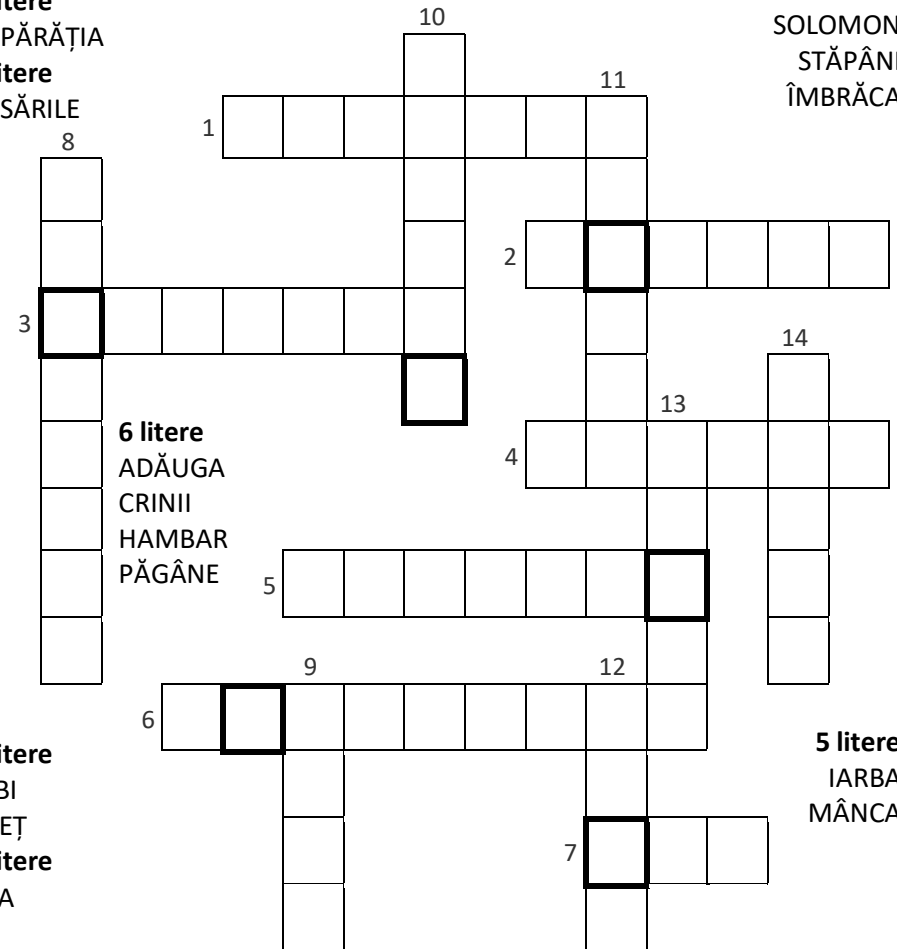 10
litere
PĂRĂȚIA
SOLOMON
STĂPÂNI
ÎMBRĂCA
itere
SĂRILE
11
1
8
2
3
14
6 litere
ADĂUGA
CRINII
HAMBAR
PĂGÂNE
13
4
5
9
12
6
itere
BI
EȚ
itere
A
5 litere
IARBA
MÂNCA
7